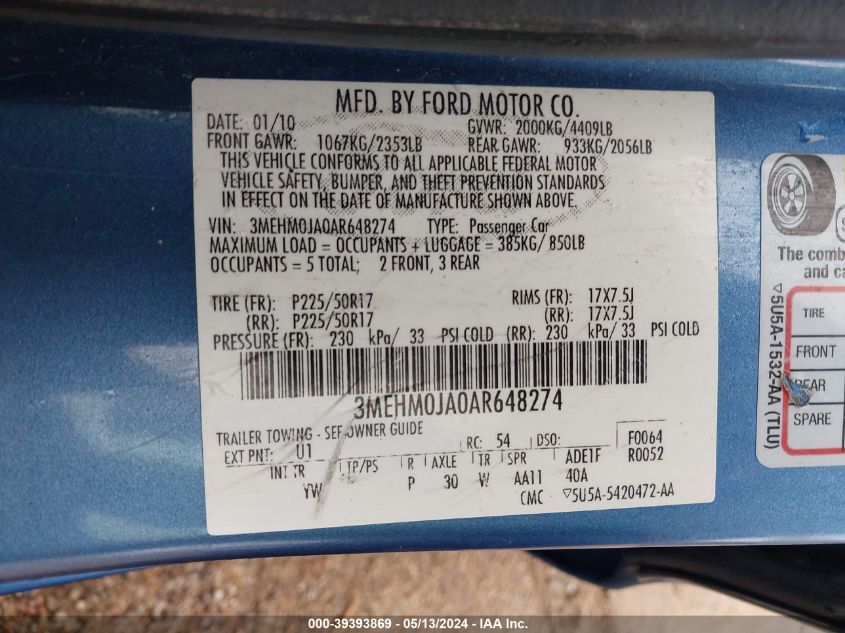 MFD. BY FORD MOTOR CO.
DATE: 01/10 GVWR: 2000KG/4409LB
FRONT GAWR: 1067KG/2353LB REAR GAWR: 933KG/2056LB
THIS VEHICLE CONFORMS TO ALL APPLICABLE FEDERAL MOTOR
VEHICLE SAFETY, BUMPER, AND THEFT PREVENTION STANDARDS
IN EFFECT ON THE DATE OF MANUFACTURE SHOWN ABOVE.
VIN: 3MEHM0JA0AR648274 TYPE: Passenger Car
MAXIMUM LOAD = OCCUPANTS + LUGGAGE = 385KG/ 850LB
OCCUPANTS = 5 TOTAL; 2 FRONT, 3 REAR
TIRE (FR): P225/50R17 RIMS (FR): 17X7.5J
(RR): P225/50R17 (RR): 17X7.5J
PRESSURE (FR): 230 kPa/ 33 PSI COLD (RR): 230 kPa/ 33 PSI COLD
3MEHM0JA0AR648274
TRAILER TOWING - SEE OWNER GUIDE
EXT PNT: U1 RC: 54 DSO: F0064
R0052
INT TR TP/PS R AXLE TR SPR ADE1F
YW P 30 W AA11 40A
CMC ▽5U5A-5420472-AA
The comb
and ca
TIRE
FRONT
REAR
SPARE
▽5U5A-1532-AA (TLU)
000-39393869 - 05/13/2024 - IAA Inc.